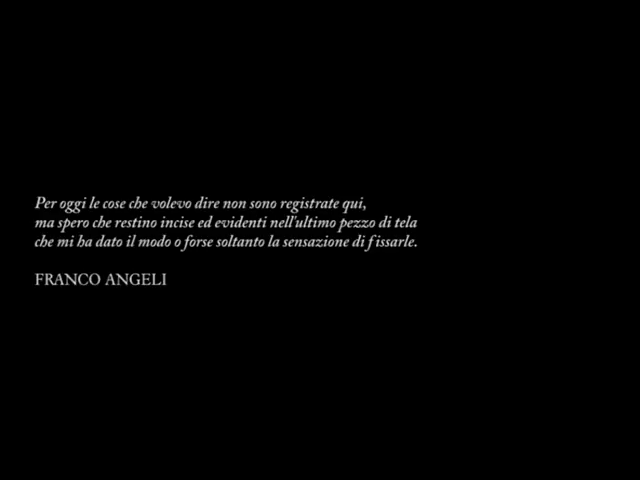 Per oggi le cose che volevo dire non sono registrate qui,
ma spero che restino incise ed evidenti nell'ultimo pezzo di tela
che mi ha dato il modo o forse soltanto la sensazione di fissarle.
FRANCO ANGELI